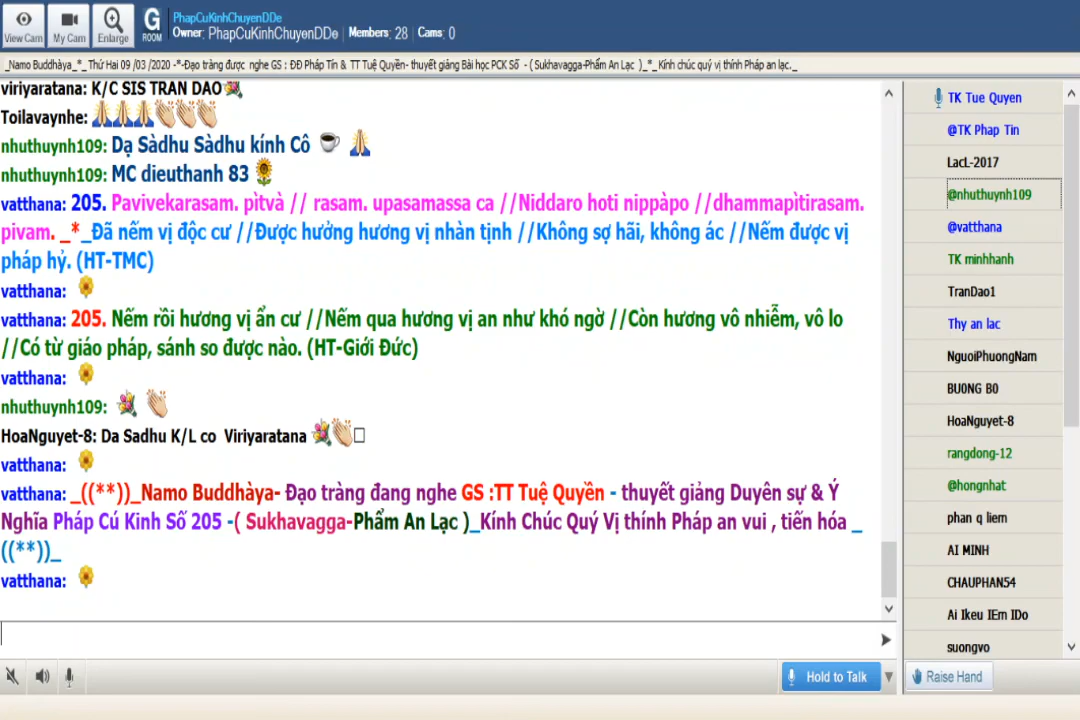 View Cam
My Cam
Enlarge
G
ROOM
PhapCuKinhChuyenDDe
Owner: PhapCuKinhChuyenDDe | Members: 28 | Cams: 0
_Namo Buddhàya_*_ Thứ Hai 09 /03 /2020 -*-Đạo tràng được nghe GS : ĐĐ Pháp Tín & TT Tuệ Quyền- thuyết giảng Bài học PCK Số - ( Sukhavagga-Phẩm An Lạc )_*_ Kính chúc quý vị thính Pháp an lạc._
viriyaratana: K/C SIS TRAN DAO
Toilavaynhe:
nhuthuynh109: Dạ Sàdhu Sàdhu kính Cô
nhuthuynh109: MC dieuthanh 83
vatthana: 205. Pavivekarasam. pìtvà // rasam. upasamassa ca //Niddaro hoti nippàpo //dhammapìtirasam.
pivam. _*_Đã nếm vị độc cư //Được hưởng hương vị nhàn tịnh //Không sợ hãi, không ác //Nếm được vị
pháp hỷ. (HT-TMC)
vatthana:
vatthana: 205. Nếm rồi hương vị ẩn cư //Nếm qua hương vị an như khó ngờ //Còn hương vô nhiễm, vô lo
//Có từ giáo pháp, sánh so được nào. (HT-Giới Đức)
vatthana:
nhuthuynh109:
HoaNguyet-8: Da Sadhu K/L co Viriyaratana
vatthana:
vatthana: _((**))_Namo Buddhàya- Đạo tràng đang nghe GS :TT Tuệ Quyền - thuyết giảng Duyên sự & Ý
Nghĩa Pháp Cú Kinh Số 205 -( Sukhavagga-Phẩm An Lạc )_Kính Chúc Quý Vị thính Pháp an vui , tiến hóa _
((**))_
vatthana:
TK Tue Quyen
@TK Phap Tin
LacL-2017
@nhuthuynh109
@vatthana
TK minhhanh
TranDao1
Thy an lac
NguoiPhuongNam
BUONG BO
HoaNguyet-8
rangdong-12
@hongnhat
phan q liem
AI MINH
CHAUPHAN54
Ai Ikeu IEm IDo
suongvo
Hold to Talk
Raise Hand